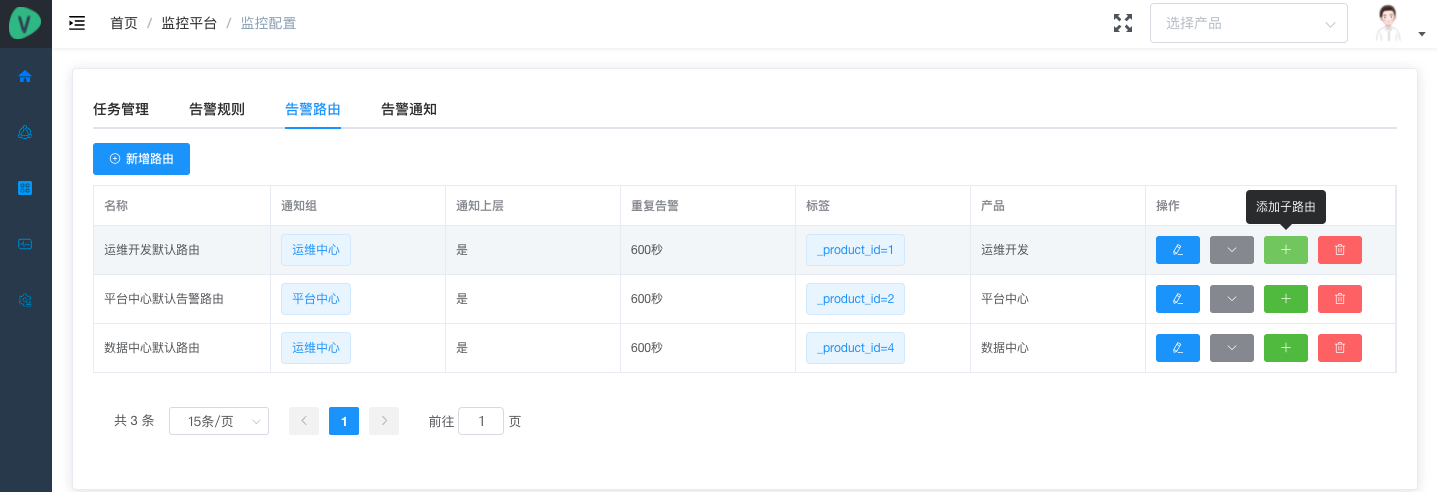 V
首页 / 监控平台 / 监控配置
选择产品
任务管理 告警规则 告警路由 告警通知
新增路由
添加子路由
名称 通知组 通知上层 重复告警 标签 产品 操作
运维开发默认路由 运维中心 是 600秒 _product_id=1 运维开发
平台中心默认告警路由 平台中心 是 600秒 _product_id=2 平台中心
数据中心默认路由 运维中心 是 600秒 _product_id=4 数据中心
共 3 条 15条/页 1 前往 1 页